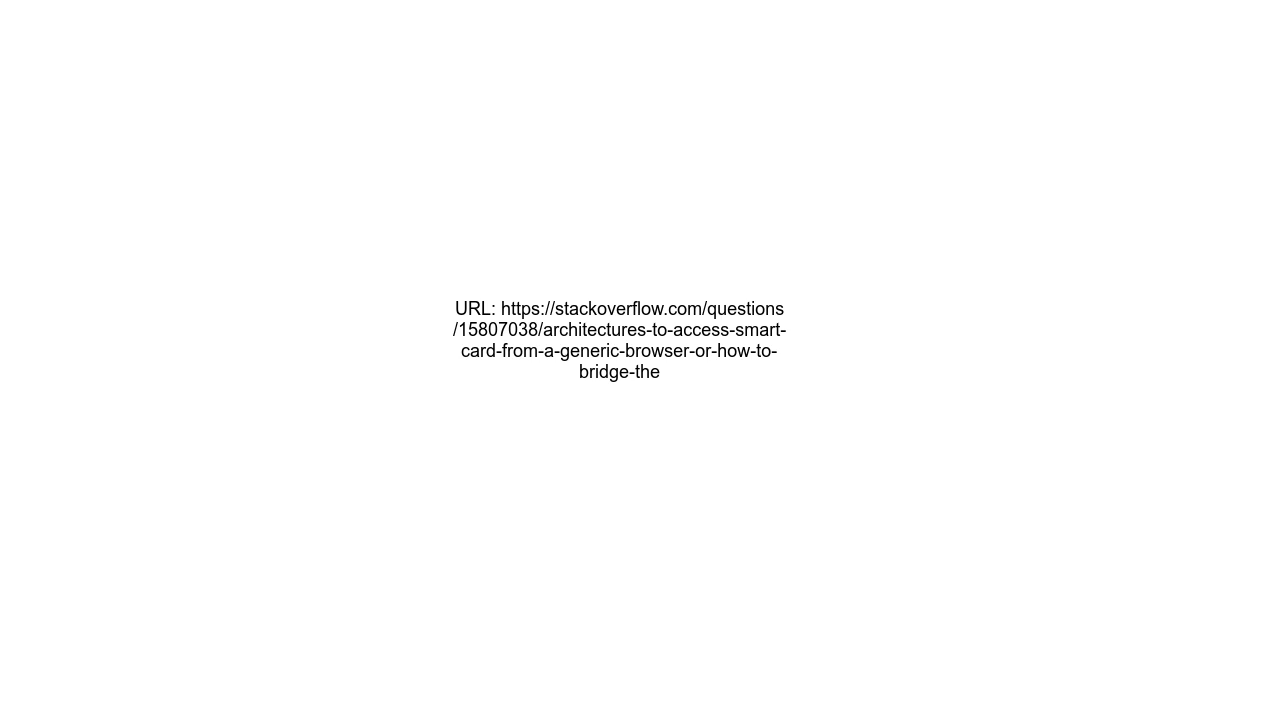 URL: https://stackoverflow.com/questions
/15807038/architectures-to-access-smart-
card-from-a-generic-browser-or-how-to-
bridge-the